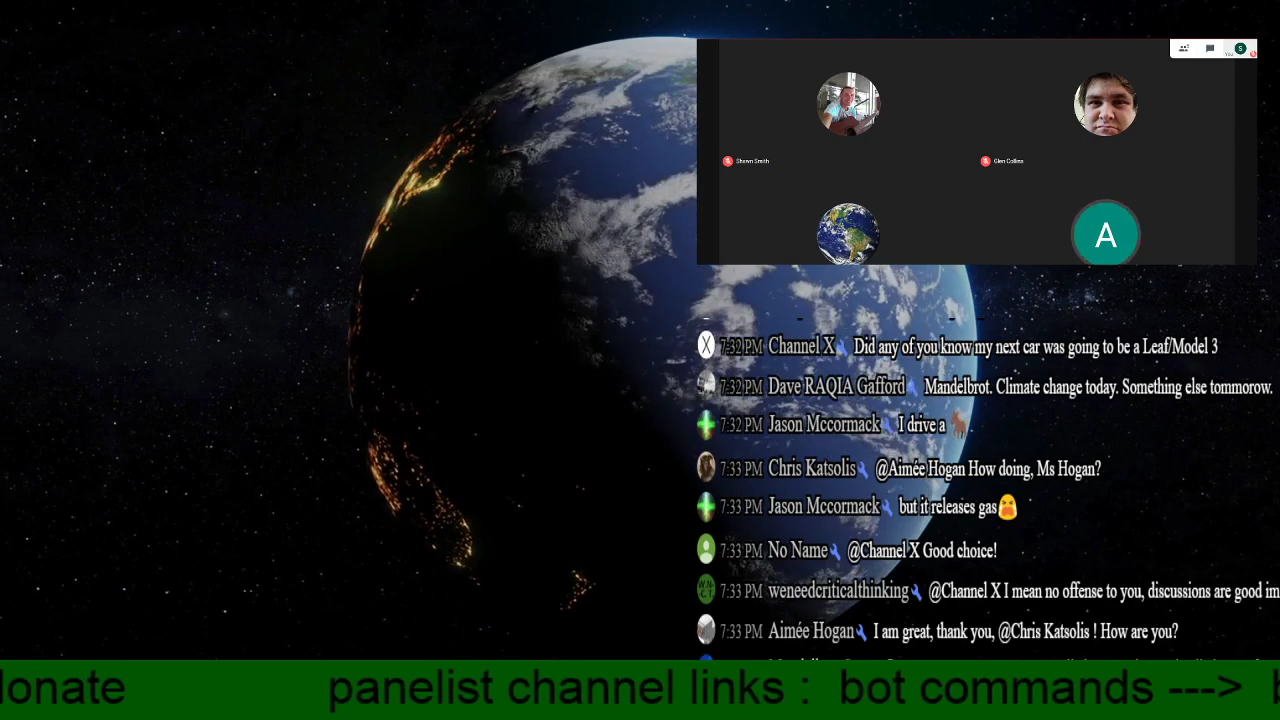 S
You
Shawn Smith
Glen Collins
A
X 7:32 PM Channel X Did any of you know my next car was going to be a Leaf/Model 3
7:32 PM Dave RAQIA Gafford Mandelbrot. Climate change today. Something else tommorow.
7:32 PM Jason Mccormack I drive a 🐂
7:33 PM Chris Katsolis @Aimée Hogan How doing, Ms Hogan?
7:33 PM Jason Mccormack but it releases gas
7:33 PM No Name @Channel X Good choice!
W.N. C.T. 7:33 PM weneedcriticalthinking @Channel X I mean no offense to you, discussions are good im
7:33 PM Aimée Hogan I am great, thank you, @Chris Katsolis ! How are you?
donate panelist channel links : bot commands --->